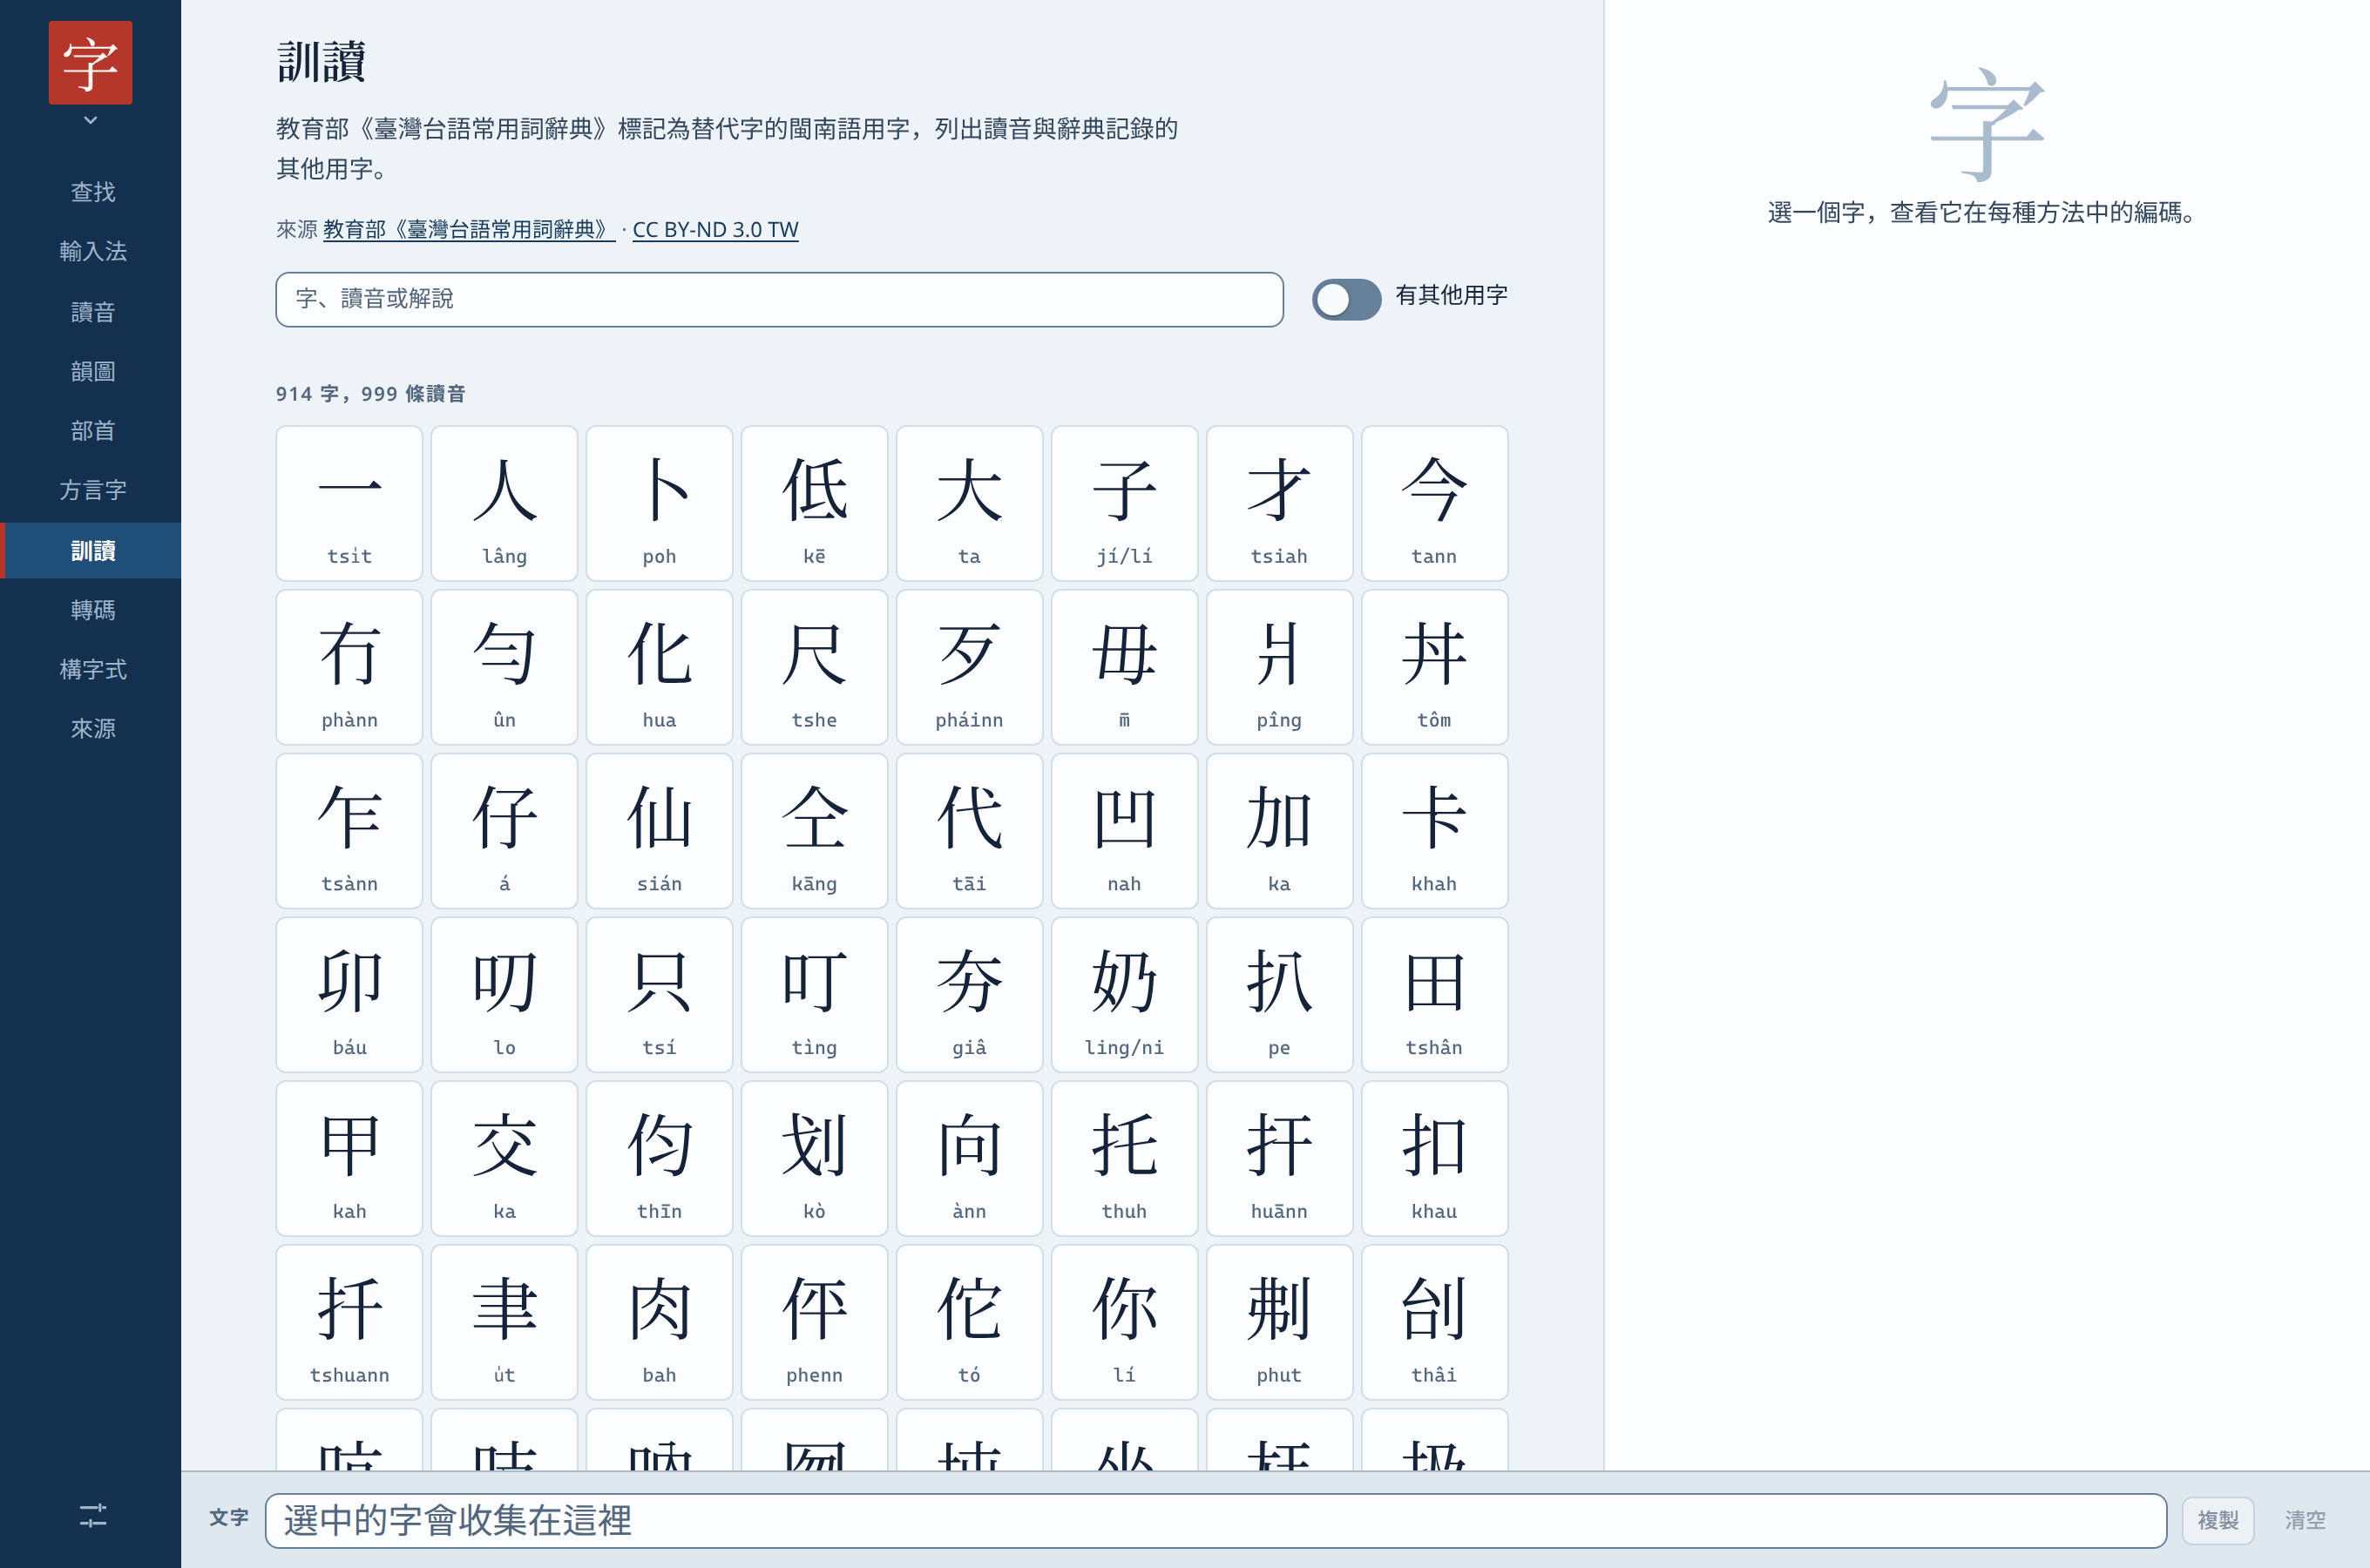 字
查找
輸入法
讀音
韻圖
部首
方言字
訓讀
轉碼
構字式
來源
訓讀
教育部《臺灣台語常用詞辭典》標記為替代字的閩南語用字，列出讀音與辭典記錄的
其他用字。
來源 教育部《臺灣台語常用詞辭典》 · CC BY-ND 3.0 TW
字、讀音或解說
有其他用字
914 字，999 條讀音
一 人 卜 低 大 子 才 今
tsi̍t lâng poh kē ta jí/lí tsiah tann
冇 勻 化 尺 歹 毋 爿 丼
phànn ûn hua tshe pháinn m̄ pîng tôm
乍 仔 仙 仝 代 凹 加 卡
tsànn á sián kāng tāi nah ka khah
卯 叨 只 叮 夯 奶 扒 田
báu lo tsí tìng giâ ling/ni pe tshân
甲 交 伨 划 向 托 扞 扣
kah ka thīn kò ànn thuh huānn khau
扦 聿 肉 伻 佗 你 刜 刣
tshuann u̍t bah phenn tó lí phut thâi
字
選一個字，查看它在每種方法中的編碼。
文字
選中的字會收集在這裡
複製
清空